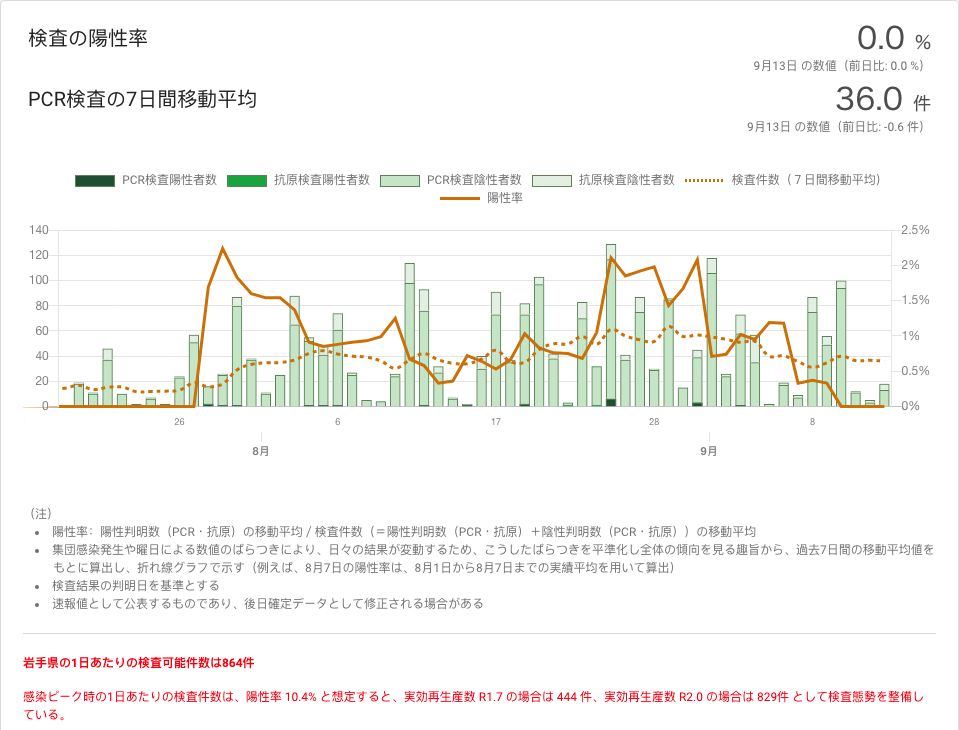 検査の陽性率
0.0 %
9月13日 の数値（前日比: 0.0 %）
PCR検査の7日間移動平均
36.0 件
9月13日 の数値（前日比: -0.6 件）
PCR検査陽性者数 抗原検査陽性者数 PCR検査陰性者数 抗原検査陰性者数 検査件数（７日間移動平均）
陽性率
140 2.5%
120
2%
100
80 1.5%
60
1%
40
0.5%
20
0 0%
26 6 17 28 8
8月 9月
（注）
• 陽性率：陽性判明数（PCR・抗原）の移動平均 / 検査件数（＝陽性判明数（PCR・抗原）＋陰性判明数（PCR・抗原））の移動平均
• 集団感染発生や曜日による数値のばらつきにより、日々の結果が変動するため、こうしたばらつきを平準化し全体の傾向を見る趣旨から、過去7日間の移動平均値を
もとに算出し、折れ線グラフで示す（例えば、8月7日の陽性率は、8月1日から8月7日までの実績平均を用いて算出）
• 検査結果の判明日を基準とする
• 速報値として公表するものであり、後日確定データとして修正される場合がある
岩手県の1日あたりの検査可能件数は864件
感染ピーク時の1日あたりの検査件数は、陽性率 10.4% と想定すると、実効再生産数 R1.7 の場合は 444 件、実効再生産数 R2.0 の場合は 829件 として検査態勢を整備し
ている。